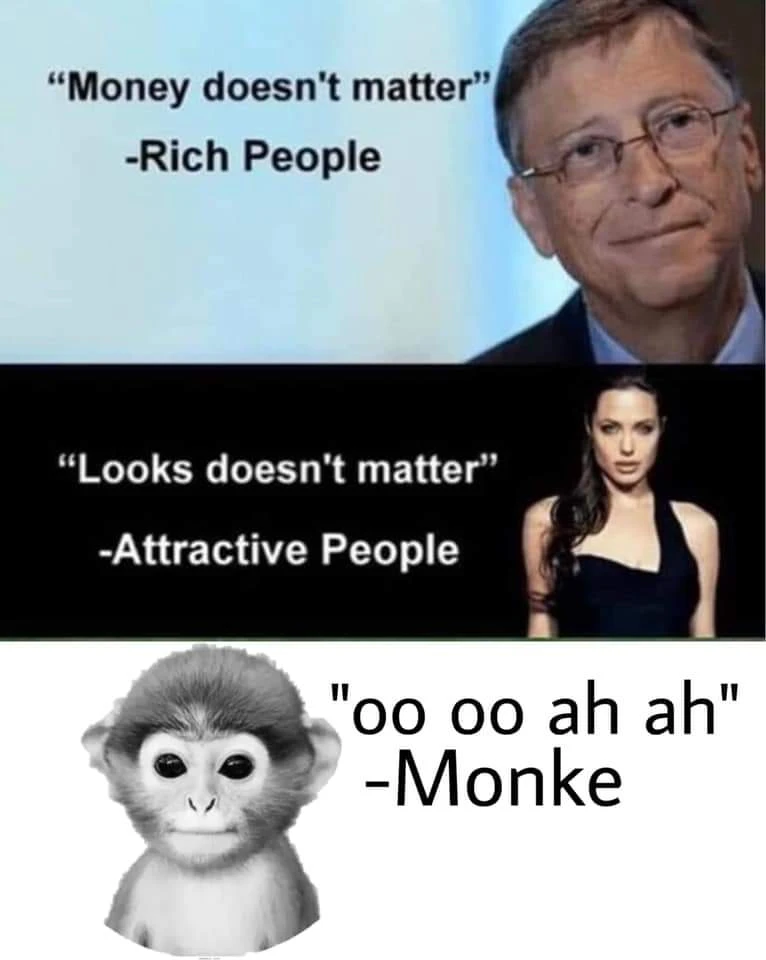 “Money doesn't matter”
-Rich People
“Looks doesn't matter”
-Attractive People
"oo oo ah ah"
-Monke